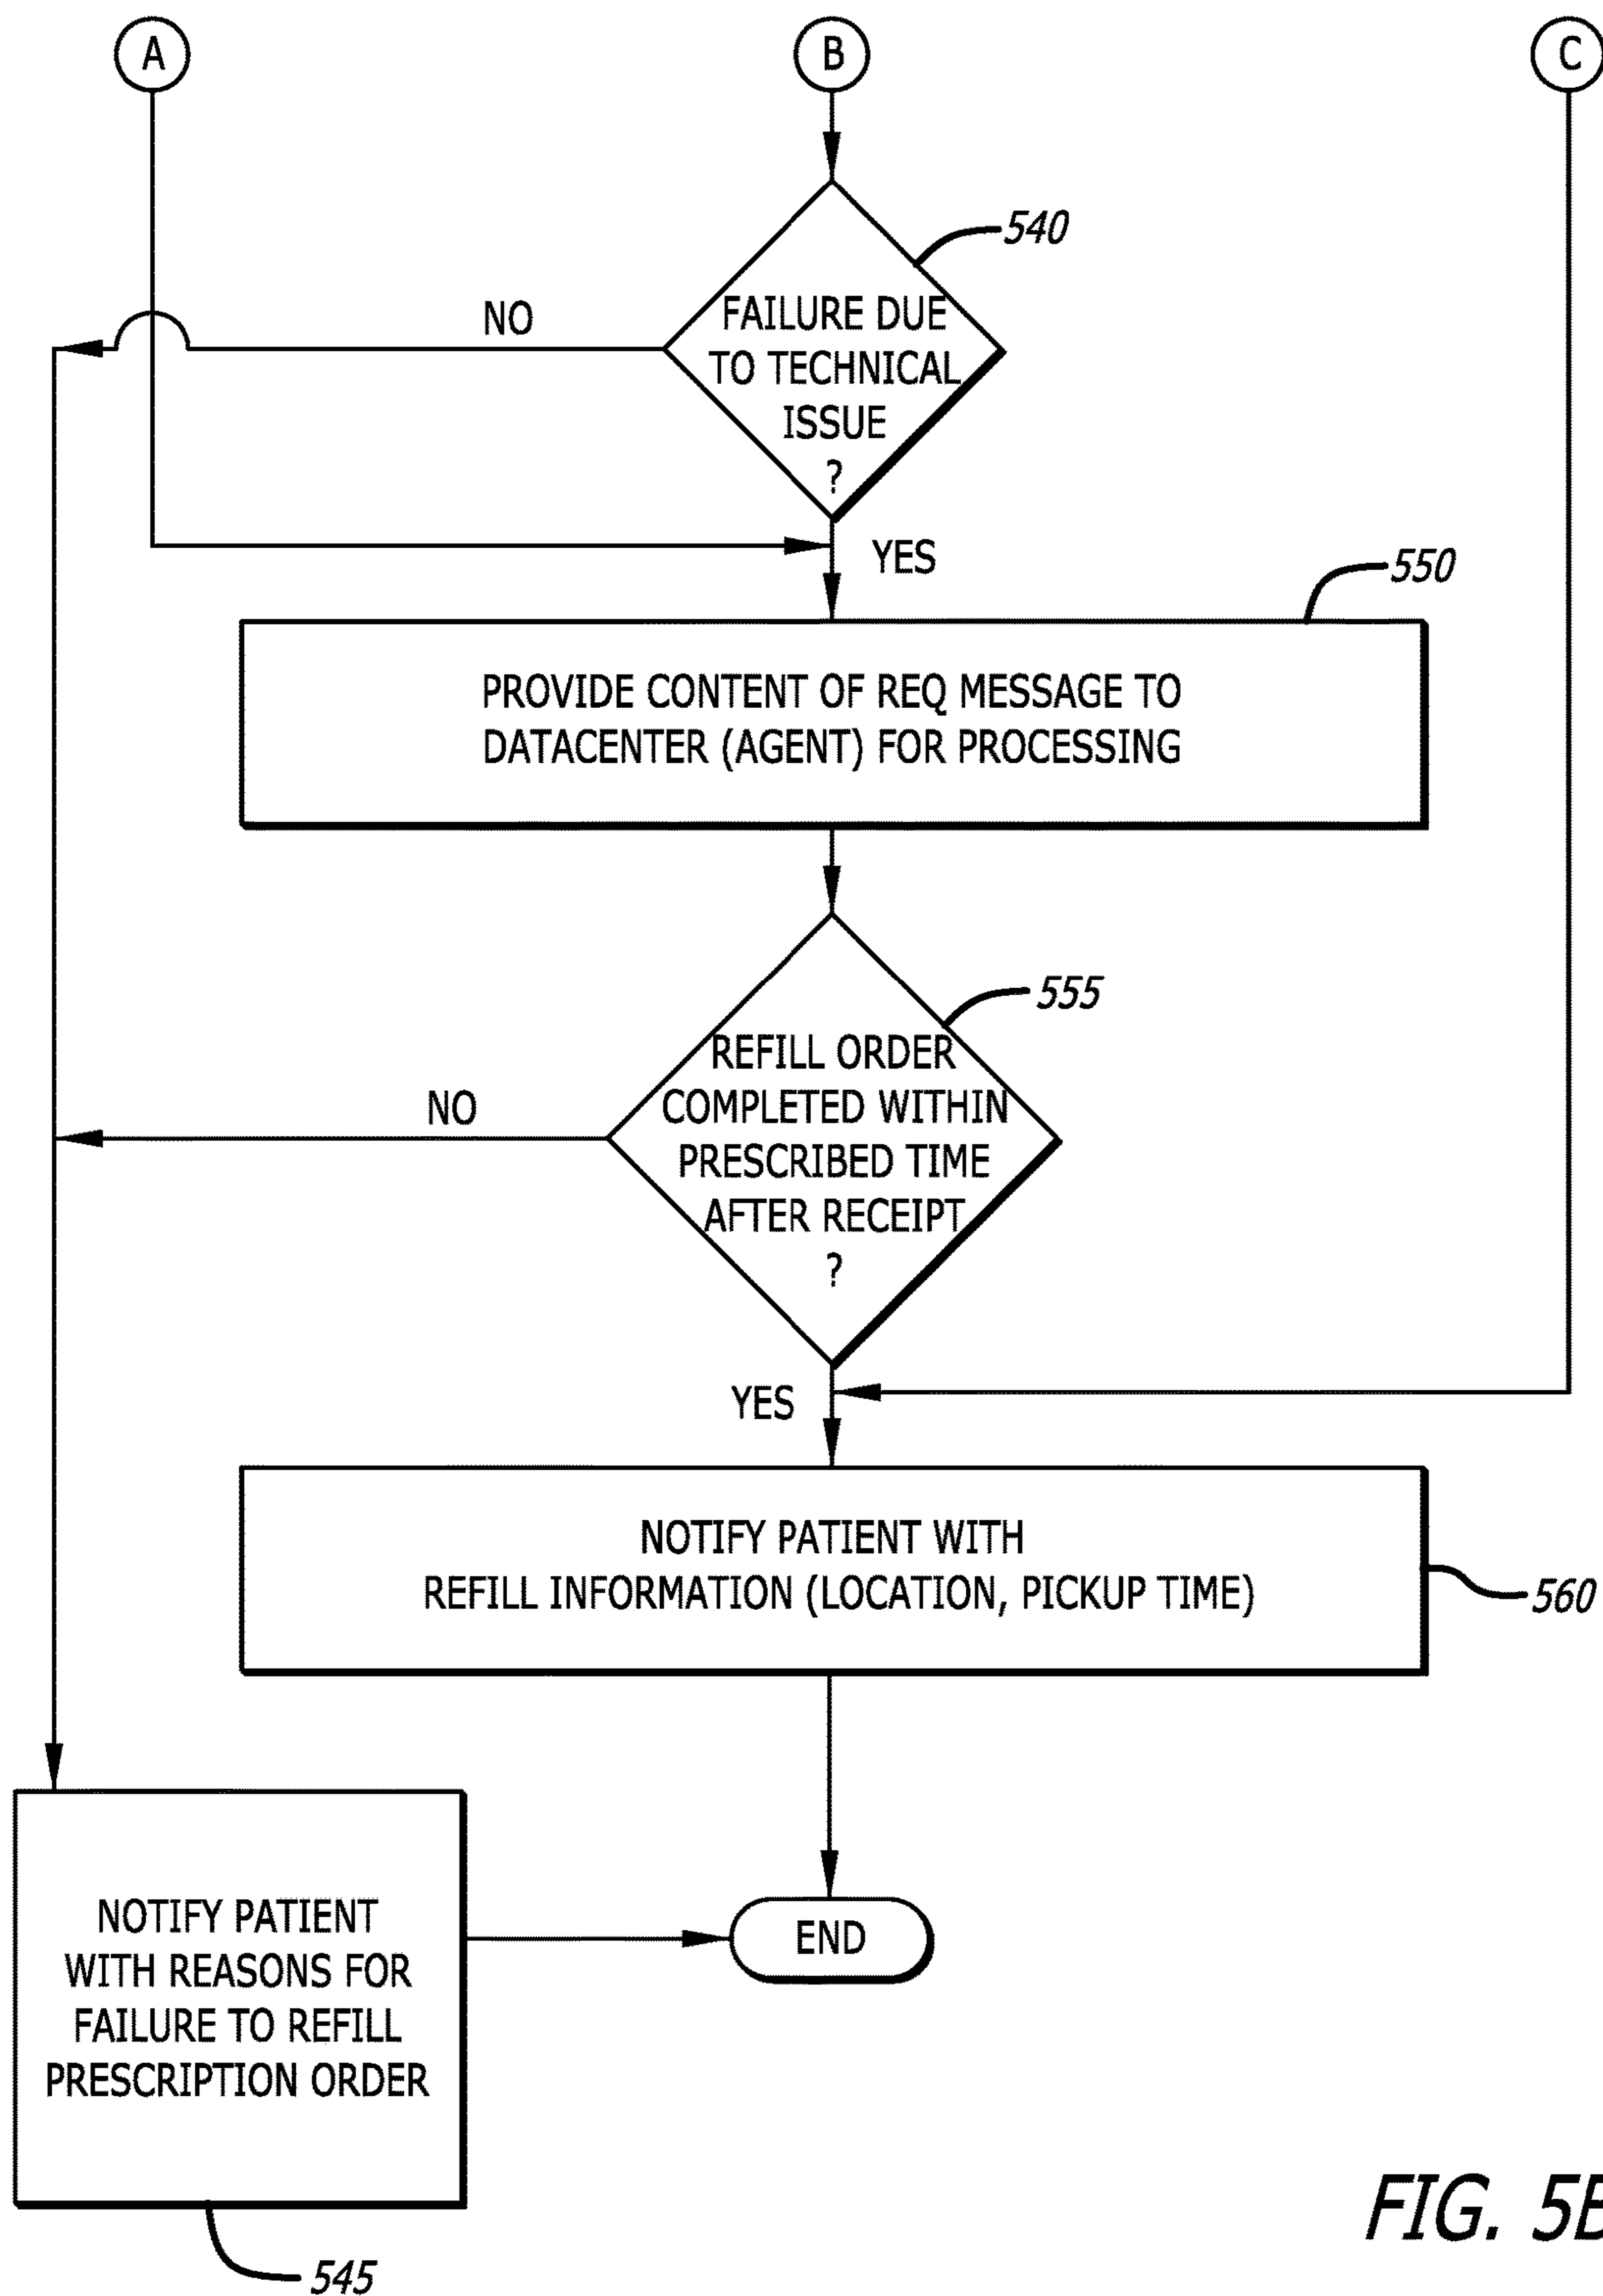 A
B
C
540
FAILURE DUE
TO TECHNICAL
ISSUE
?
NO
YES
550
PROVIDE CONTENT OF REQ MESSAGE TO
DATACENTER (AGENT) FOR PROCESSING
555
REFILL ORDER
COMPLETED WITHIN
PRESCRIBED TIME
AFTER RECEIPT
?
NO
YES
NOTIFY PATIENT WITH
REFILL INFORMATION (LOCATION, PICKUP TIME)
560
NOTIFY PATIENT
WITH REASONS FOR
FAILURE TO REFILL
PRESCRIPTION ORDER
END
545
FIG. 5B